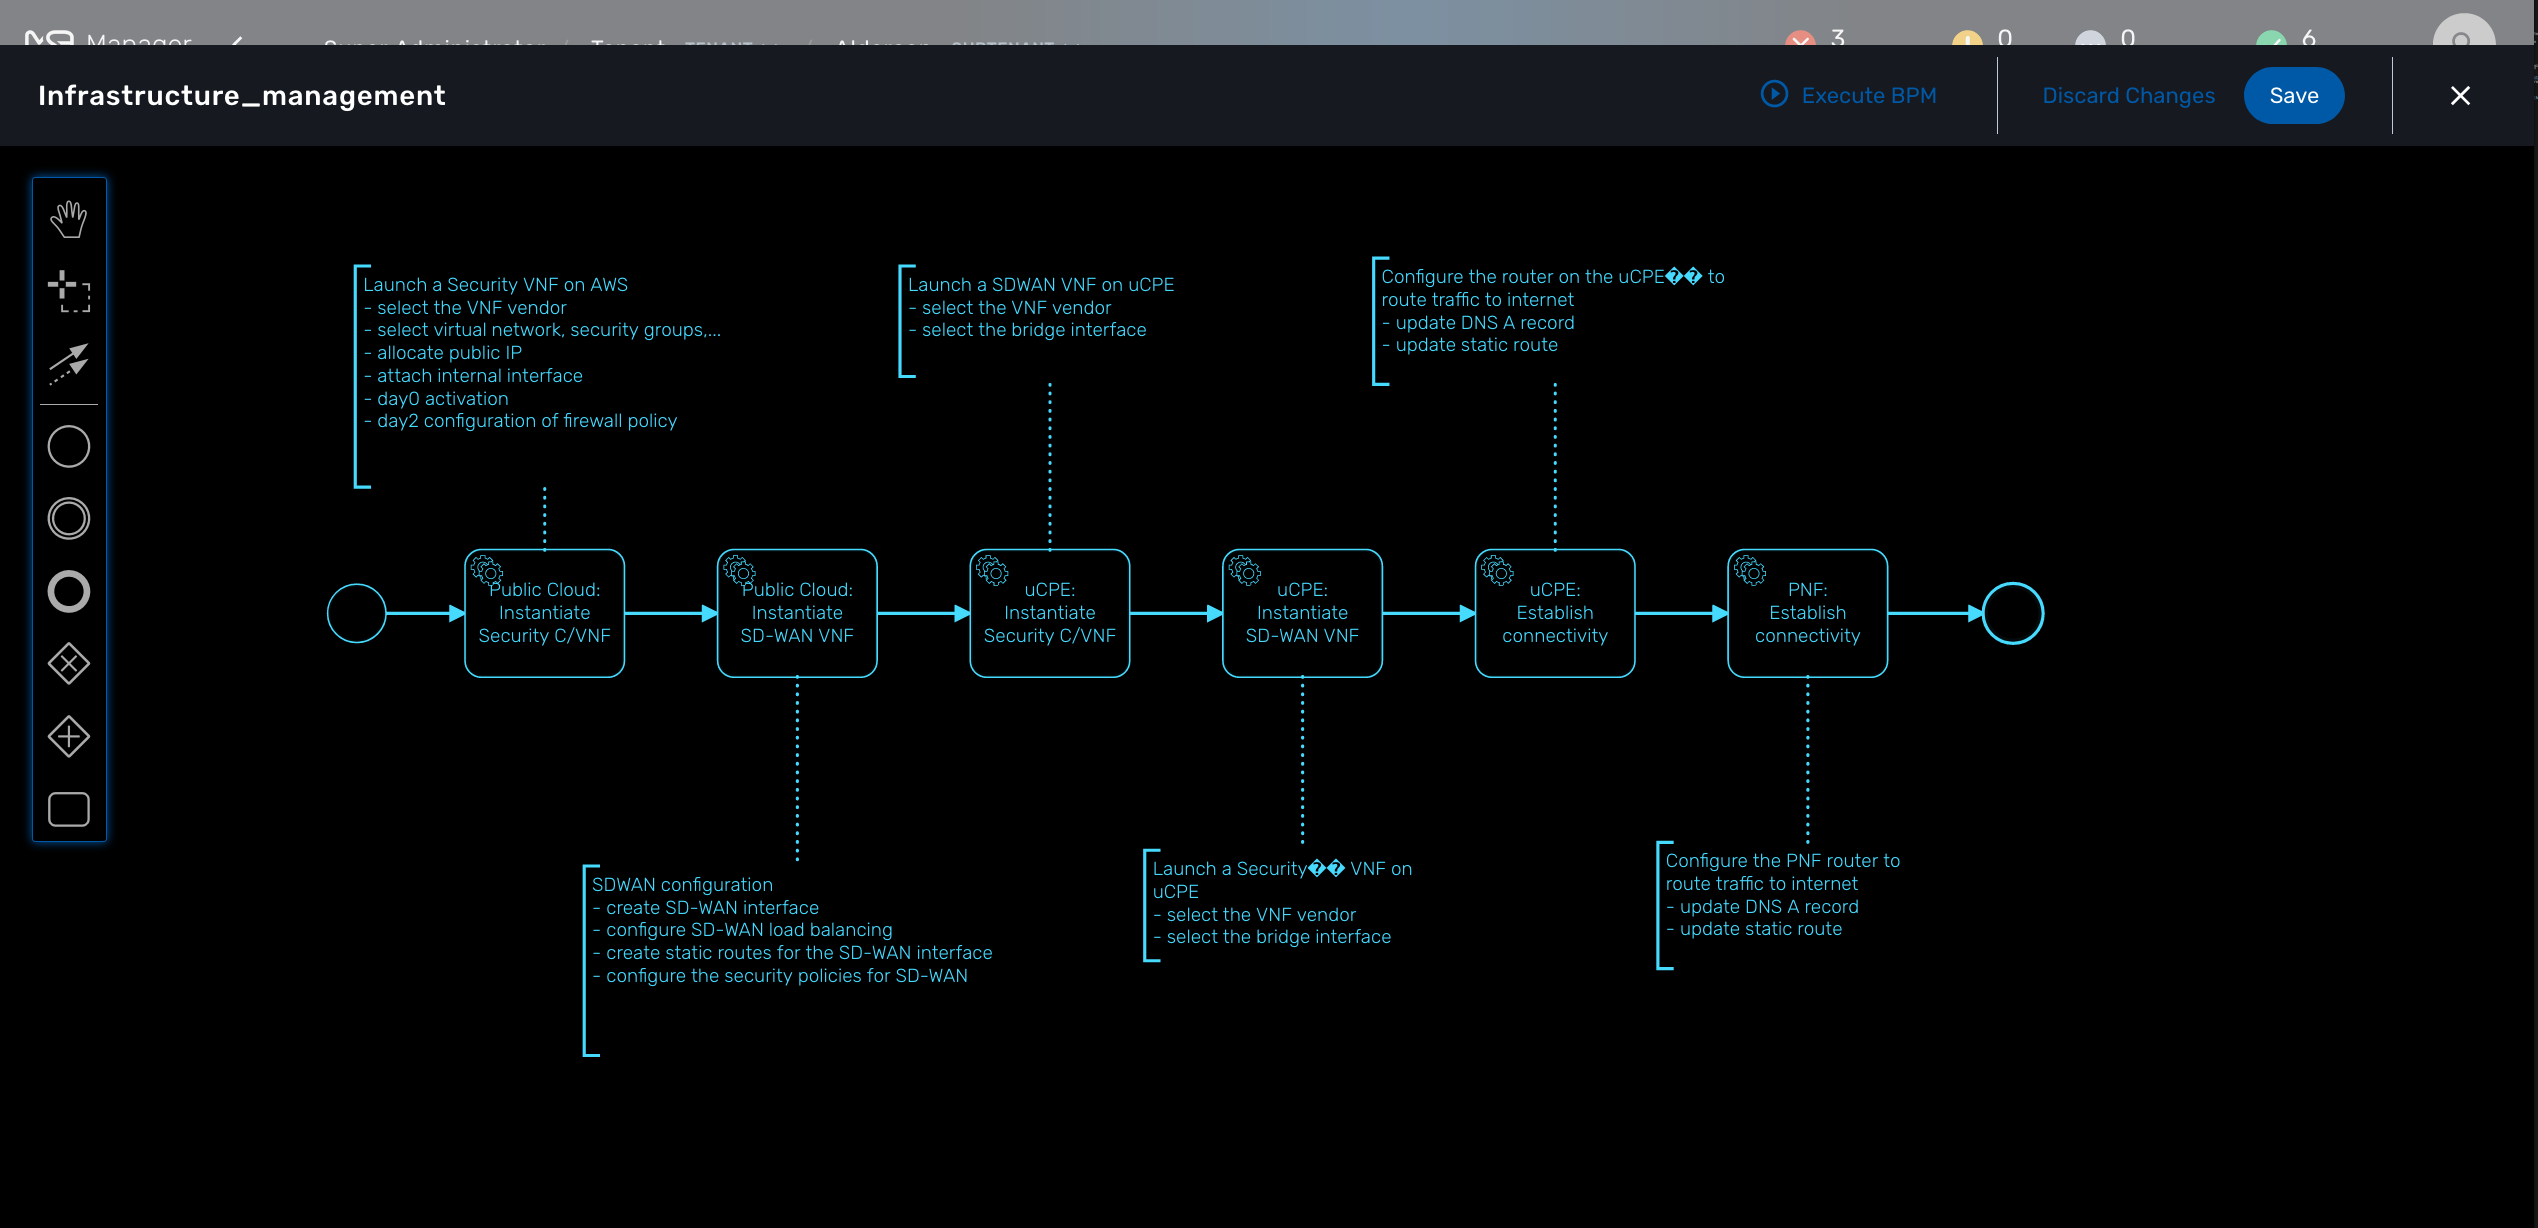 Manager Super Administrator / Tenant TENANT / Alderson SUBTENANT 3 0 0 6
Infrastructure_management
Execute BPM
Discard Changes
Save
Launch a Security VNF on AWS
- select the VNF vendor
- select virtual network, security groups,...
- allocate public IP
- attach internal interface
- day0 activation
- day2 configuration of firewall policy
Launch a SDWAN VNF on uCPE
- select the VNF vendor
- select the bridge interface
Configure the router on the uCPE�� to
route traffic to internet
- update DNS A record
- update static route
Public Cloud:
Instantiate
Security C/VNF
Public Cloud:
Instantiate
SD-WAN VNF
uCPE:
Instantiate
Security C/VNF
uCPE:
Instantiate
SD-WAN VNF
uCPE:
Establish
connectivity
PNF:
Establish
connectivity
SDWAN configuration
- create SD-WAN interface
- configure SD-WAN load balancing
- create static routes for the SD-WAN interface
- configure the security policies for SD-WAN
Launch a Security�� VNF on
uCPE
- select the VNF vendor
- select the bridge interface
Configure the PNF router to
route traffic to internet
- update DNS A record
- update static route